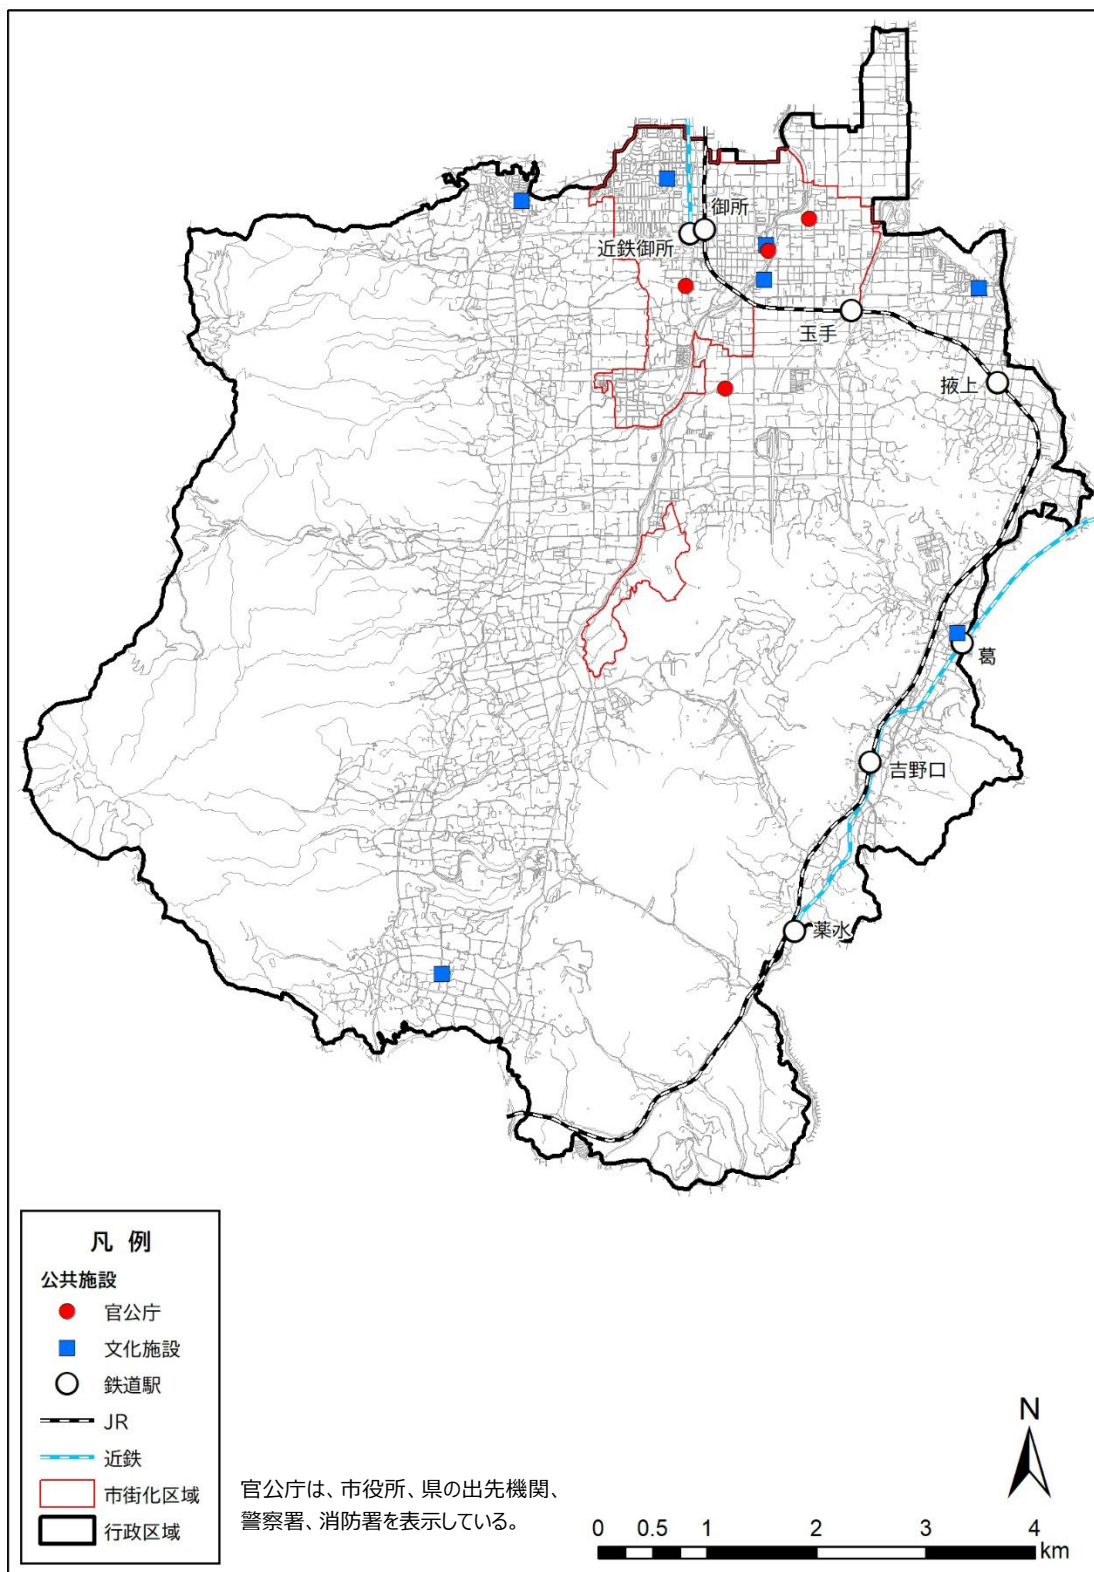 御所
近鉄御所
玉手
掖上
葛
吉野口
薬水
凡 例
公共施設
官公庁
文化施設
鉄道駅
JR
近鉄
市街化区域
行政区域
官公庁は、市役所、県の出先機関、
警察署、消防署を表示している。
N
0 0.5 1 2 3 4
km